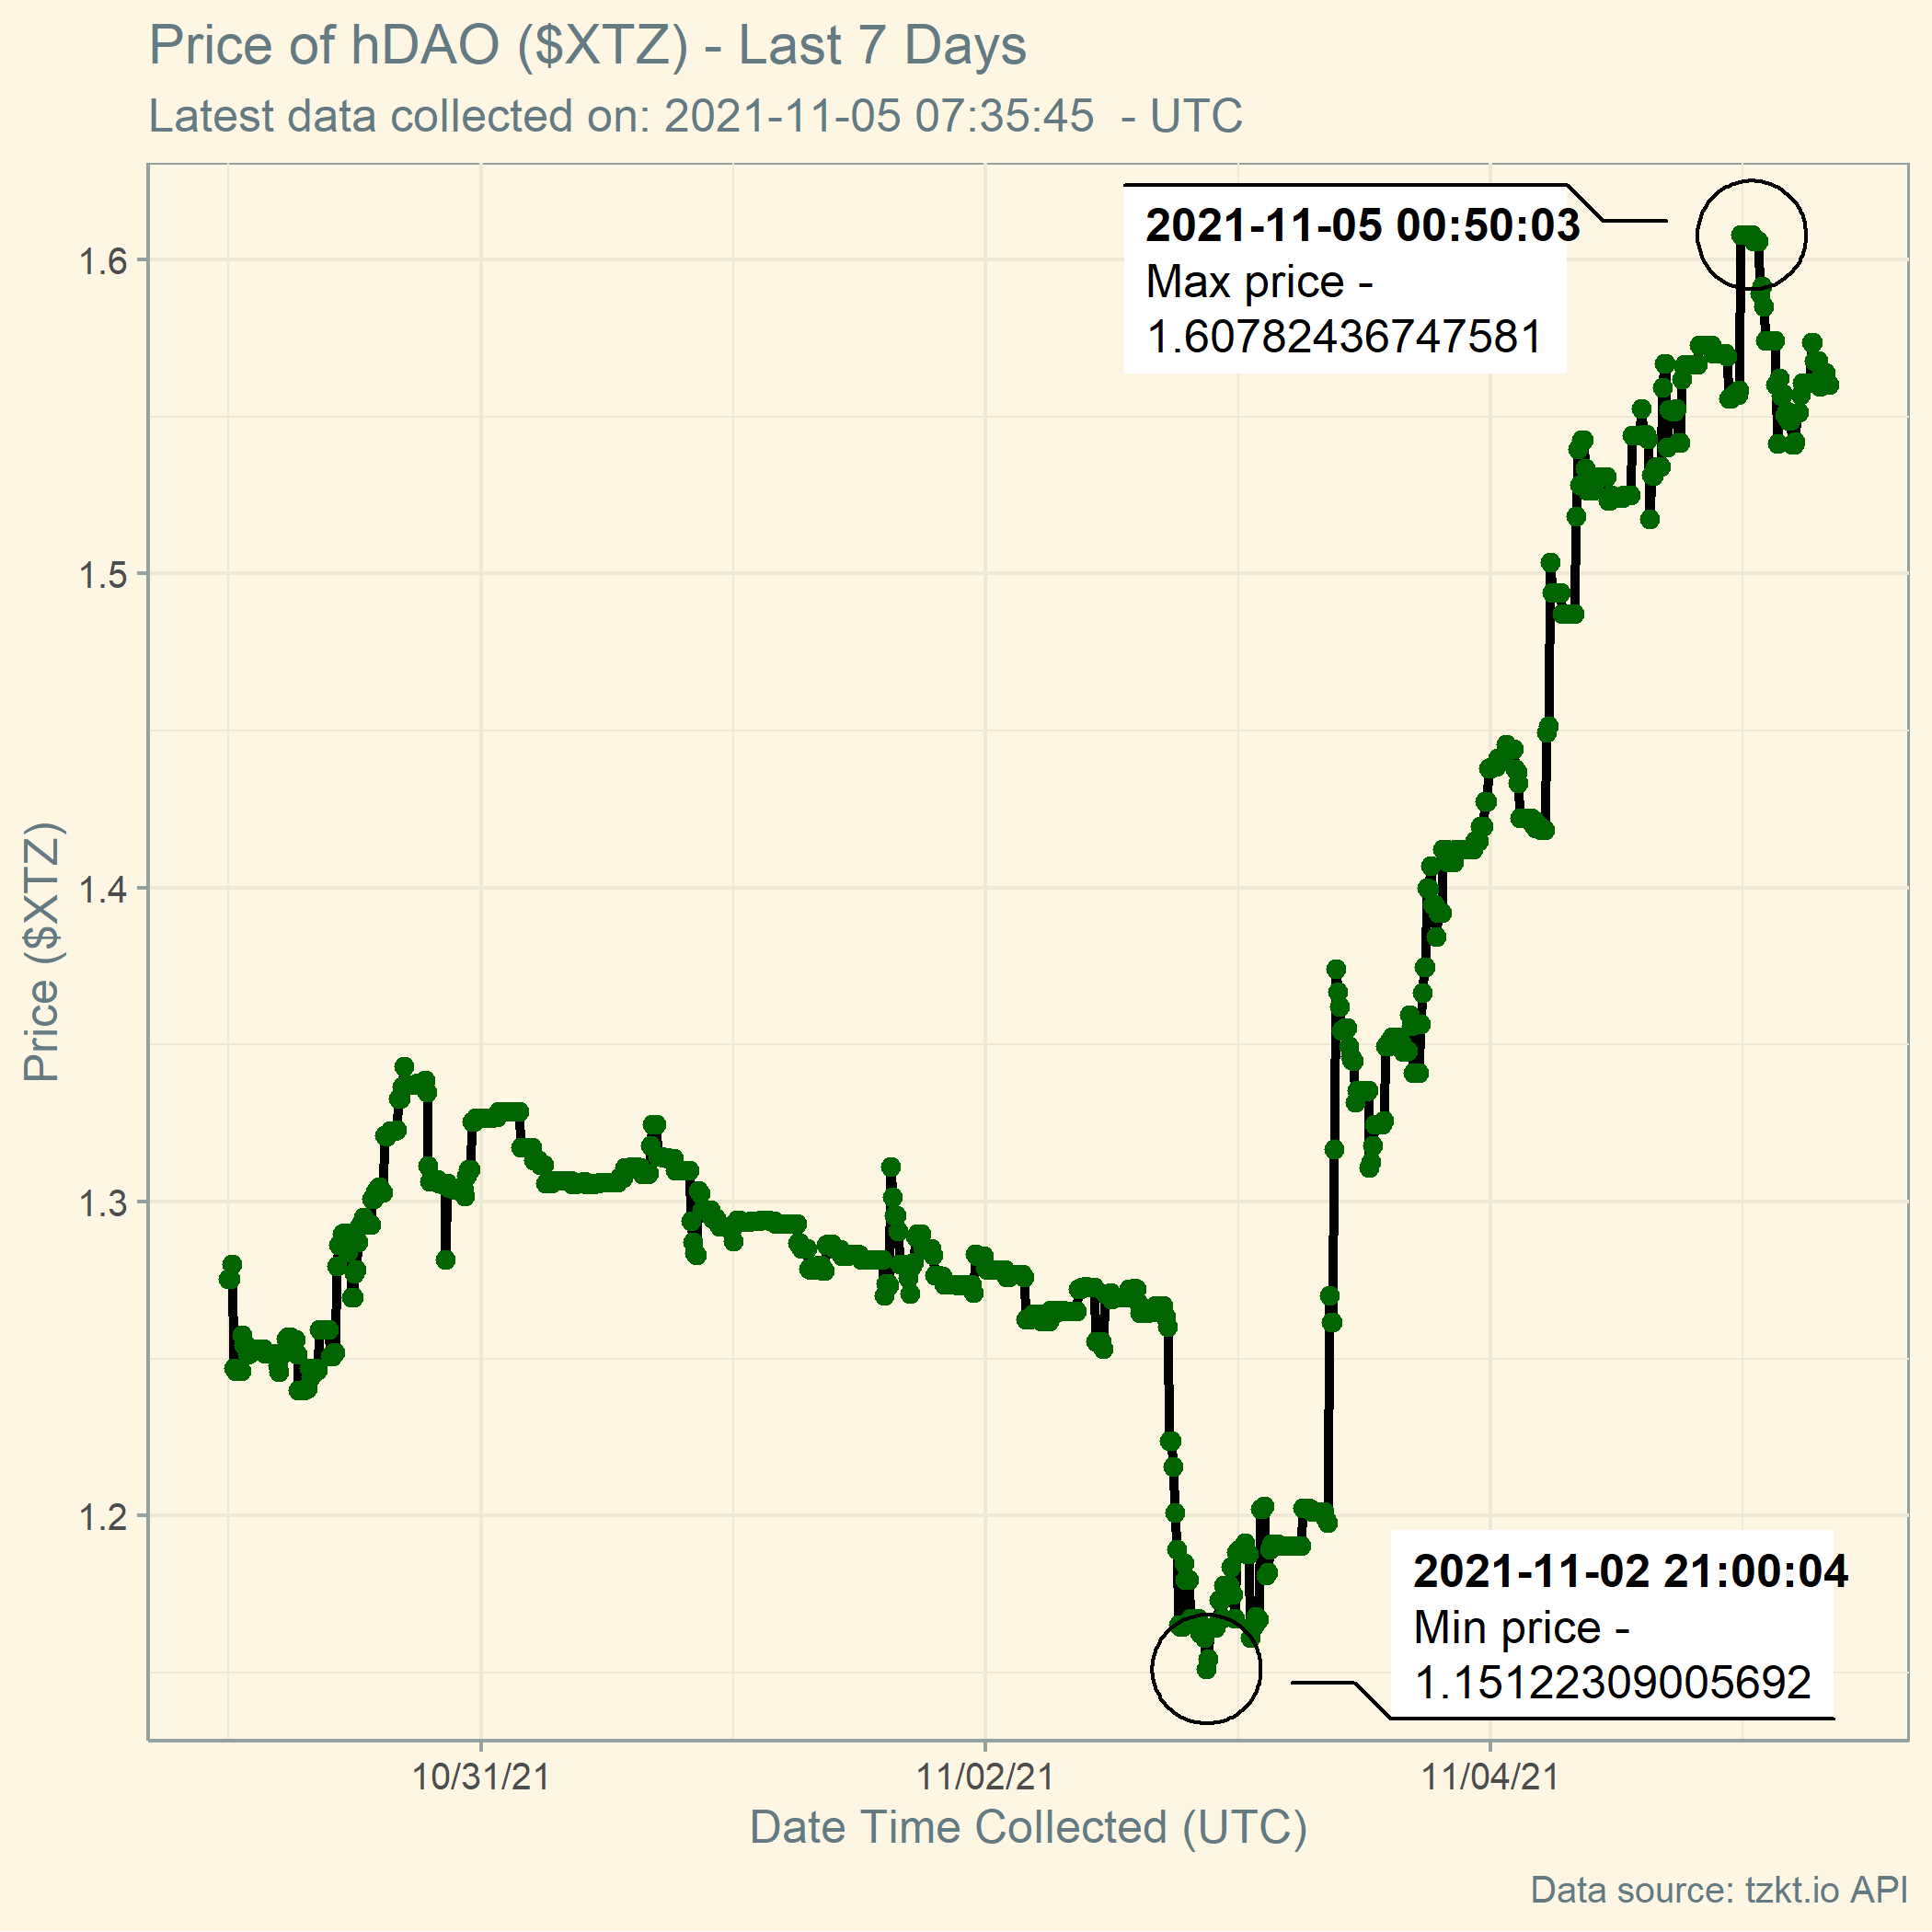 Price of hDAO ($XTZ) - Last 7 Days
Latest data collected on: 2021-11-05 07:35:45  - UTC
2021-11-05 00:50:03
Max price -
1.60782436747581
1.6
1.5
1.4
1.3
1.2
Price ($XTZ)
2021-11-02 21:00:04
Min price -
1.15122309005692
10/31/21
11/02/21
11/04/21
Date Time Collected (UTC)
Data source: tzkt.io API